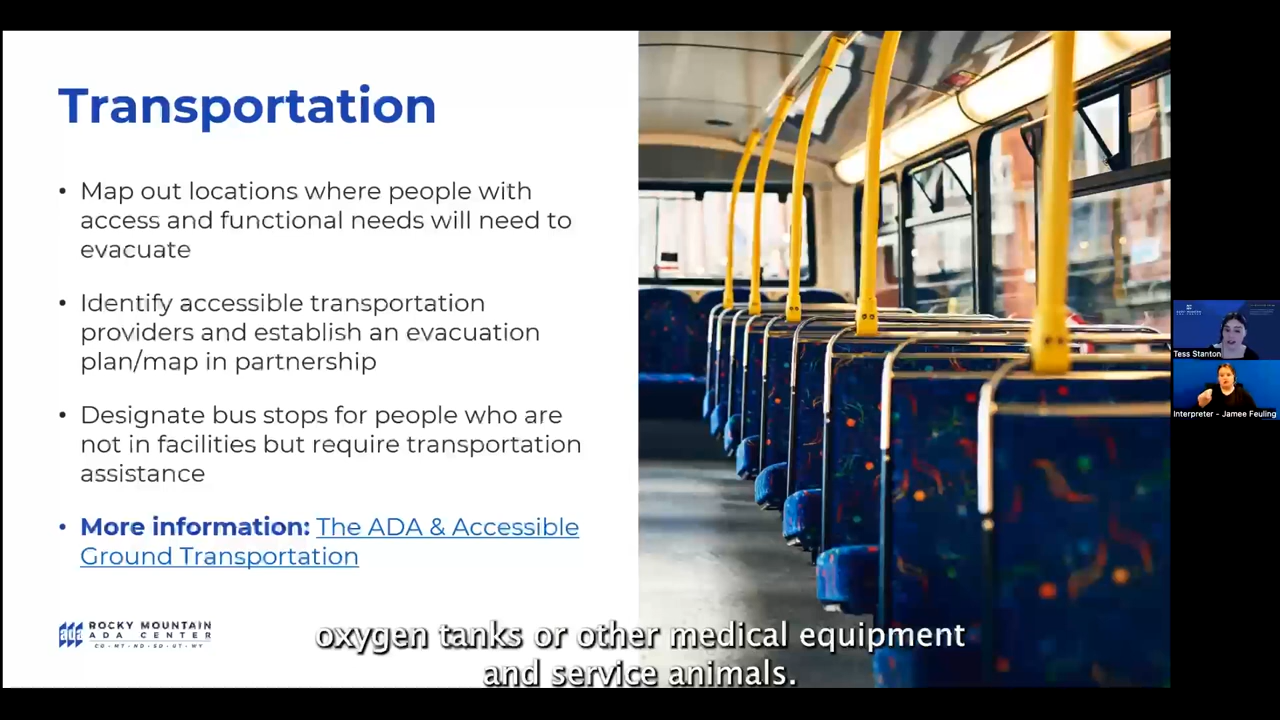 Transportation
• Map out locations where people with
access and functional needs will need to
evacuate
• Identify accessible transportation
providers and establish an evacuation
plan/map in partnership
• Designate bus stops for people who are
not in facilities but require transportation
assistance
• More information: The ADA & Accessible
Ground Transportation
ada ROCKY MOUNTAIN
ADA CENTER
CO · MT · ND · SD · UT · WY
oxygen tanks or other medical equipment
and service animals.
Tess Stanton
Interpreter - Jamee Feuling